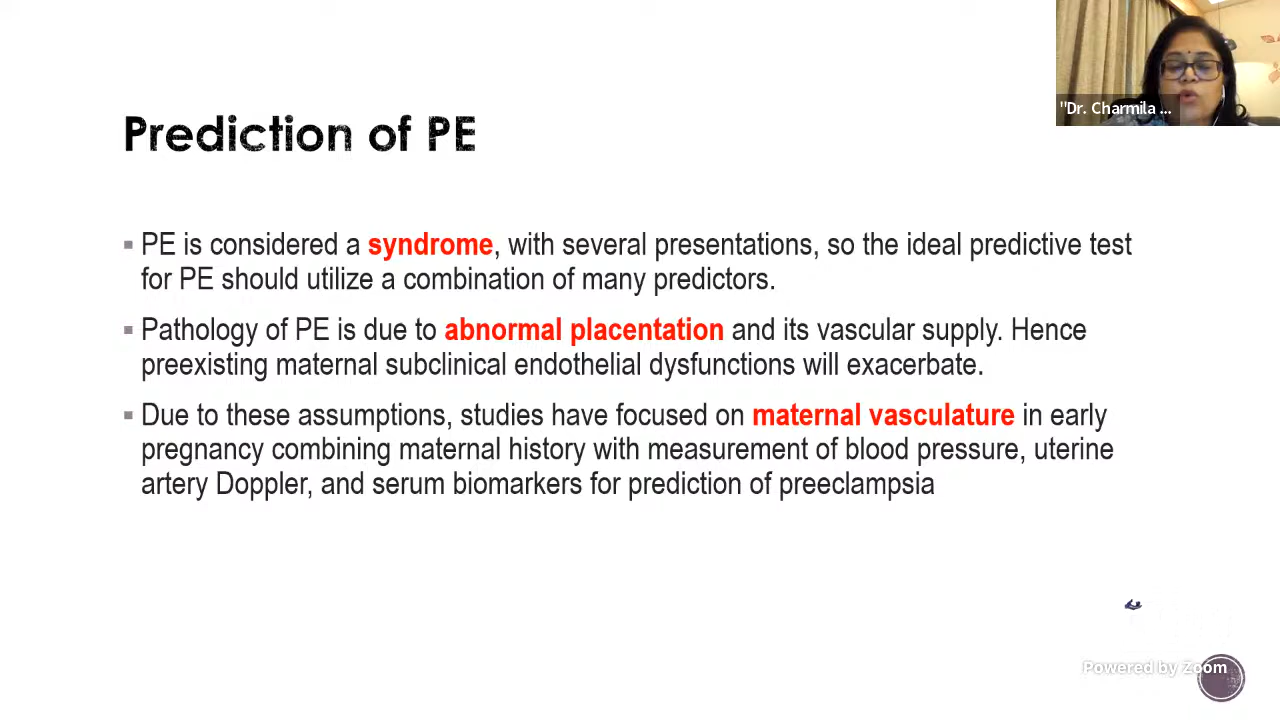 "Dr. Charmila ...
Prediction of PE
▪ PE is considered a syndrome, with several presentations, so the ideal predictive test
for PE should utilize a combination of many predictors.
▪ Pathology of PE is due to abnormal placentation and its vascular supply. Hence
preexisting maternal subclinical endothelial dysfunctions will exacerbate.
▪ Due to these assumptions, studies have focused on maternal vasculature in early
pregnancy combining maternal history with measurement of blood pressure, uterine
artery Doppler, and serum biomarkers for prediction of preeclampsia
Powered by Zoom